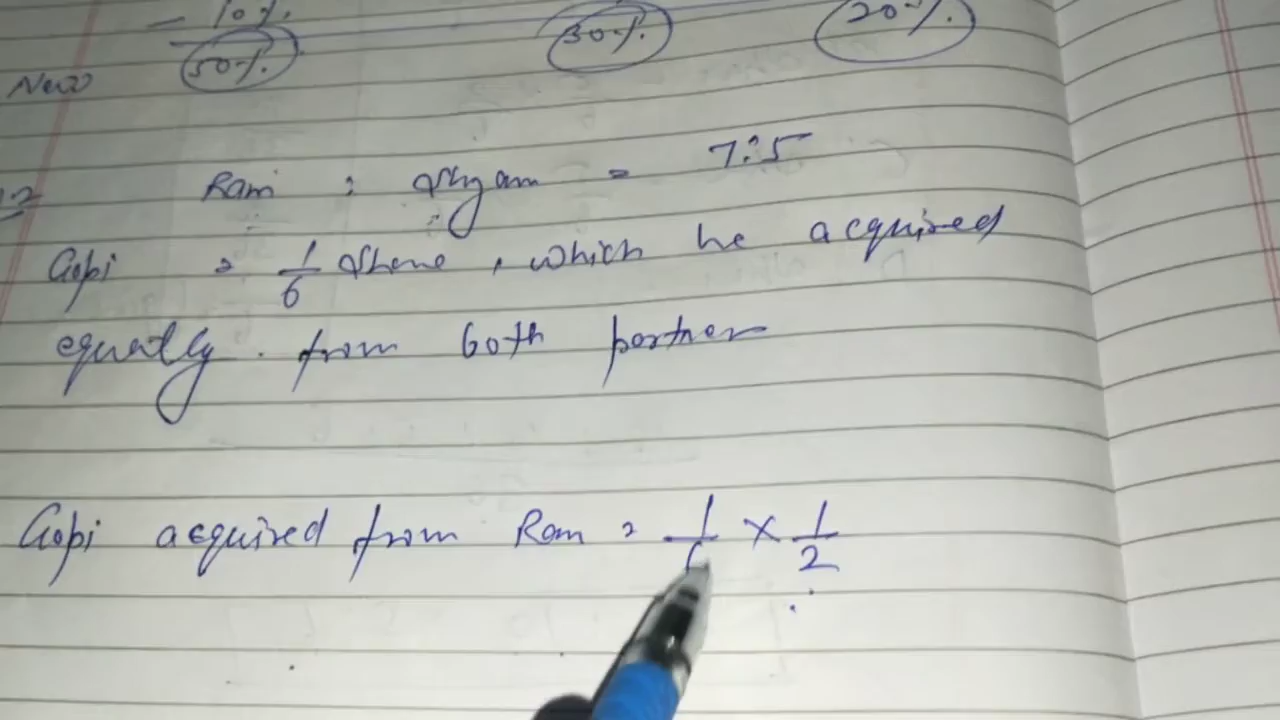 - 10%.
50%. 30%. 20%.
New
Ram : Shyam = 7:5
Gopi = 1/6 Share, which he acquired
equally from both partner
Gopi acquired from Ram = 1/6 × 1/2